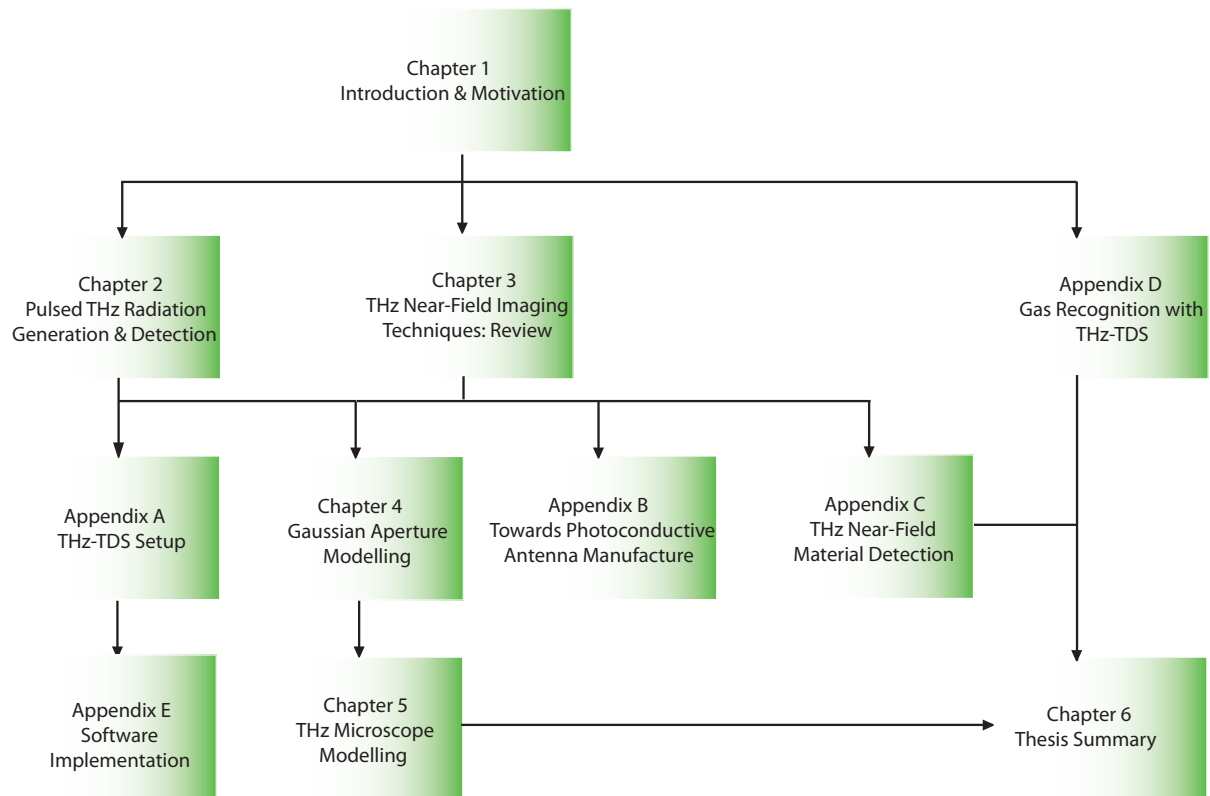 Chapter 1
Introduction & Motivation
Chapter 2
Pulsed THz Radiation
Generation & Detection
Chapter 3
THz Near-Field Imaging
Techniques: Review
Appendix D
Gas Recognition with
THz-TDS
Appendix A
THz-TDS Setup
Chapter 4
Gaussian Aperture
Modelling
Appendix B
Towards Photoconductive
Antenna Manufacture
Appendix C
THz Near-Field
Material Detection
Appendix E
Software
Implementation
Chapter 5
THz Microscope
Modelling
Chapter 6
Thesis Summary